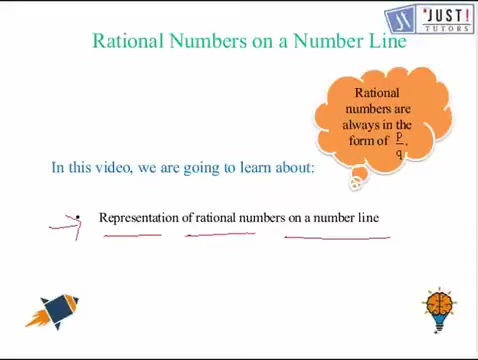 JUST!
TUTORS
Rational Numbers on a Number Line
Rational
numbers are
always in the
form of p/q.
In this video, we are going to learn about:
• Representation of rational numbers on a number line